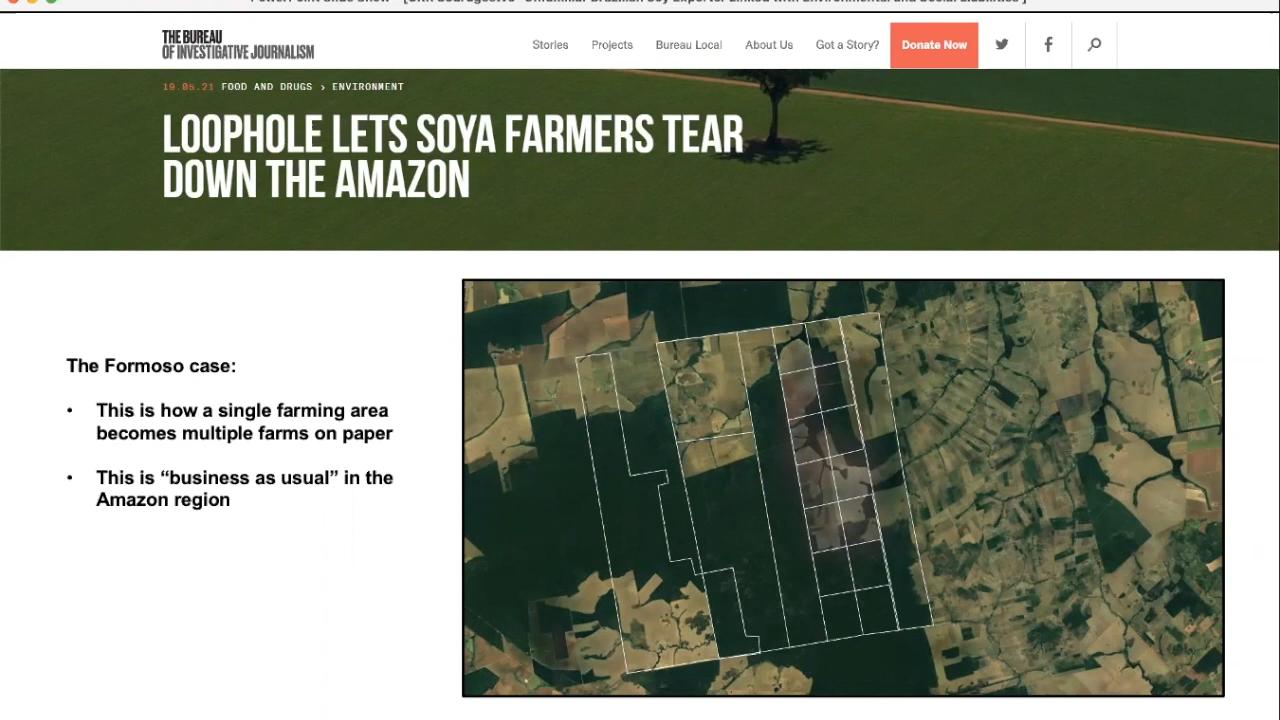 THE BUREAU
OF INVESTIGATIVE JOURNALISM
Stories Projects Bureau Local About Us Got a Story? Donate Now
19.05.21 FOOD AND DRUGS > ENVIRONMENT
LOOPHOLE LETS SOYA FARMERS TEAR
DOWN THE AMAZON
The Formoso case:
• This is how a single farming area
becomes multiple farms on paper
• This is “business as usual” in the
Amazon region